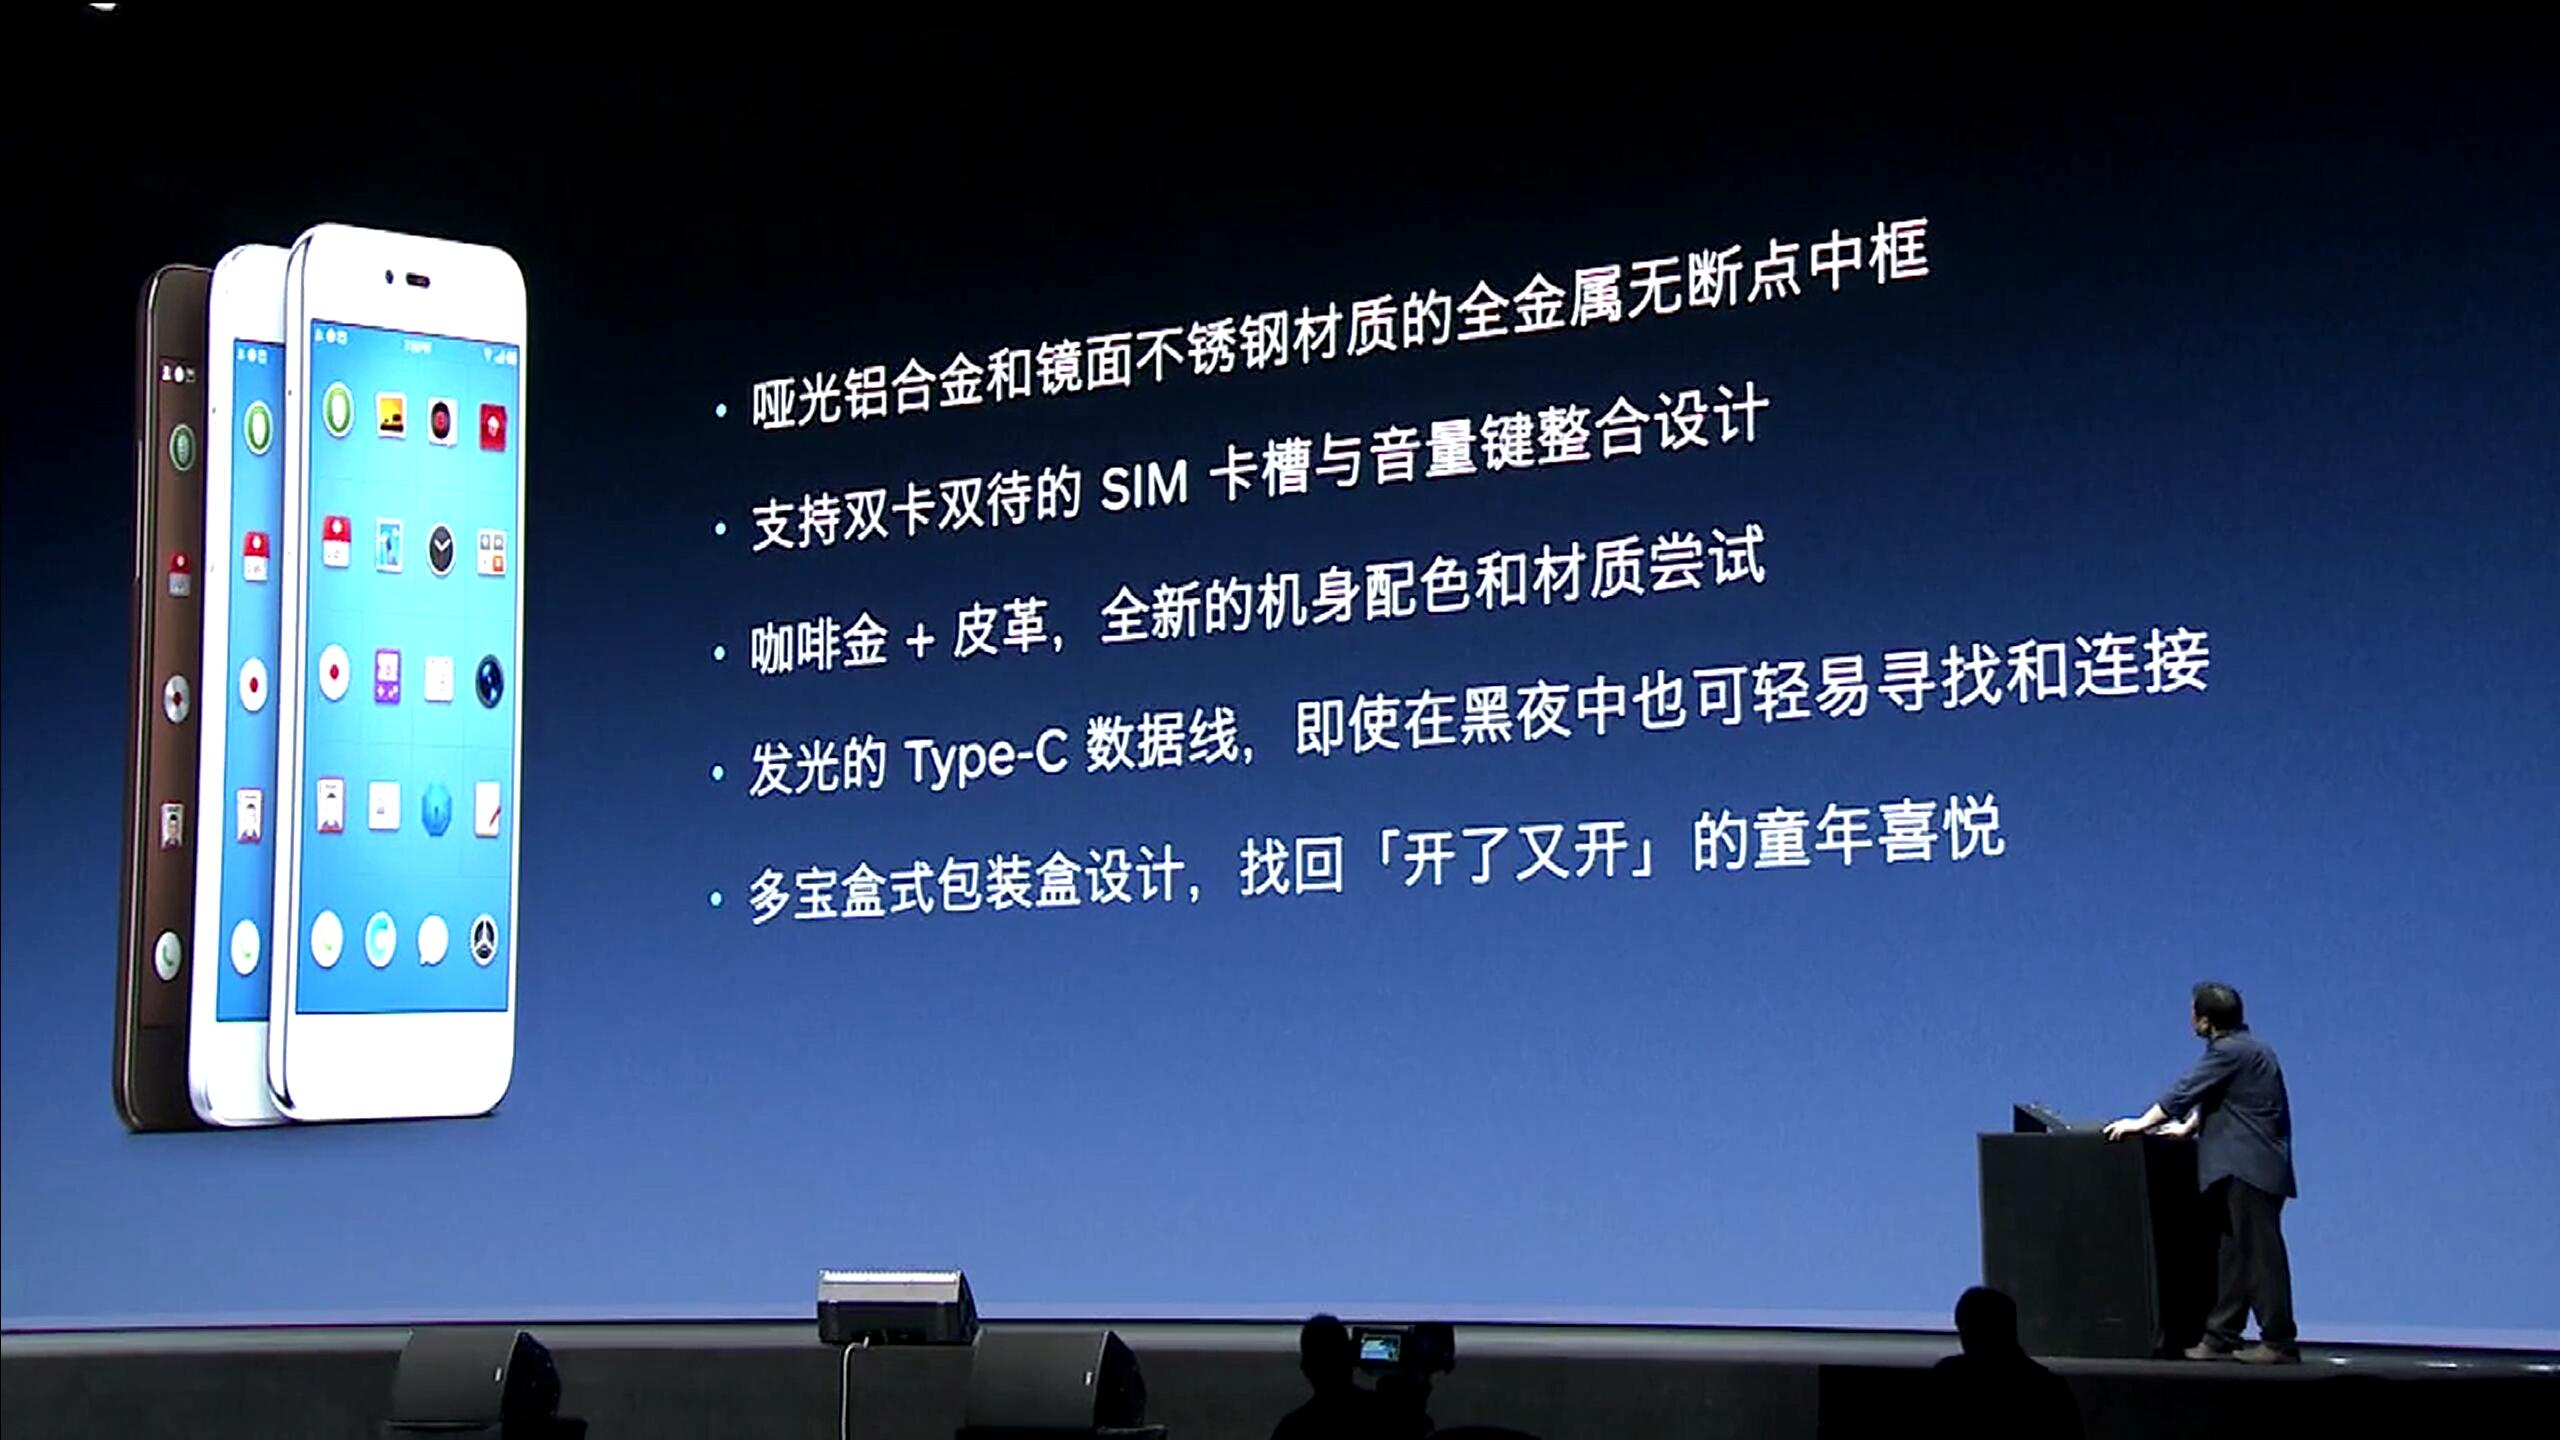 • 哑光铝合金和镜面不锈钢材质的全金属无断点中框
• 支持双卡双待的 SIM 卡槽与音量键整合设计
• 咖啡金 + 皮革，全新的机身配色和材质尝试
• 发光的 Type-C 数据线，即使在黑夜中也可轻易寻找和连接
• 多宝盒式包装盒设计，找回「开了又开」的童年喜悦